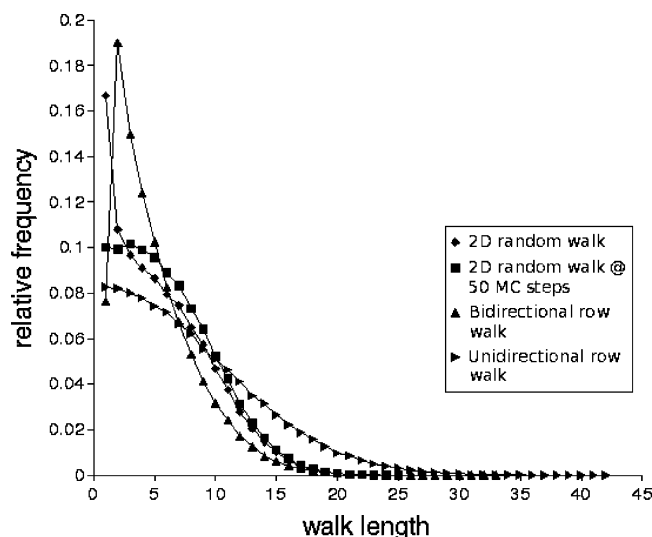 0.2
0.18
0.16
0.14
0.12
0.1
0.08
0.06
0.04
0.02
0
relative frequency
0 5 10 15 20 25 30 35 40 45
walk length
2D random walk
2D random walk @
50 MC steps
Bidirectional row
walk
Unidirectional row
walk